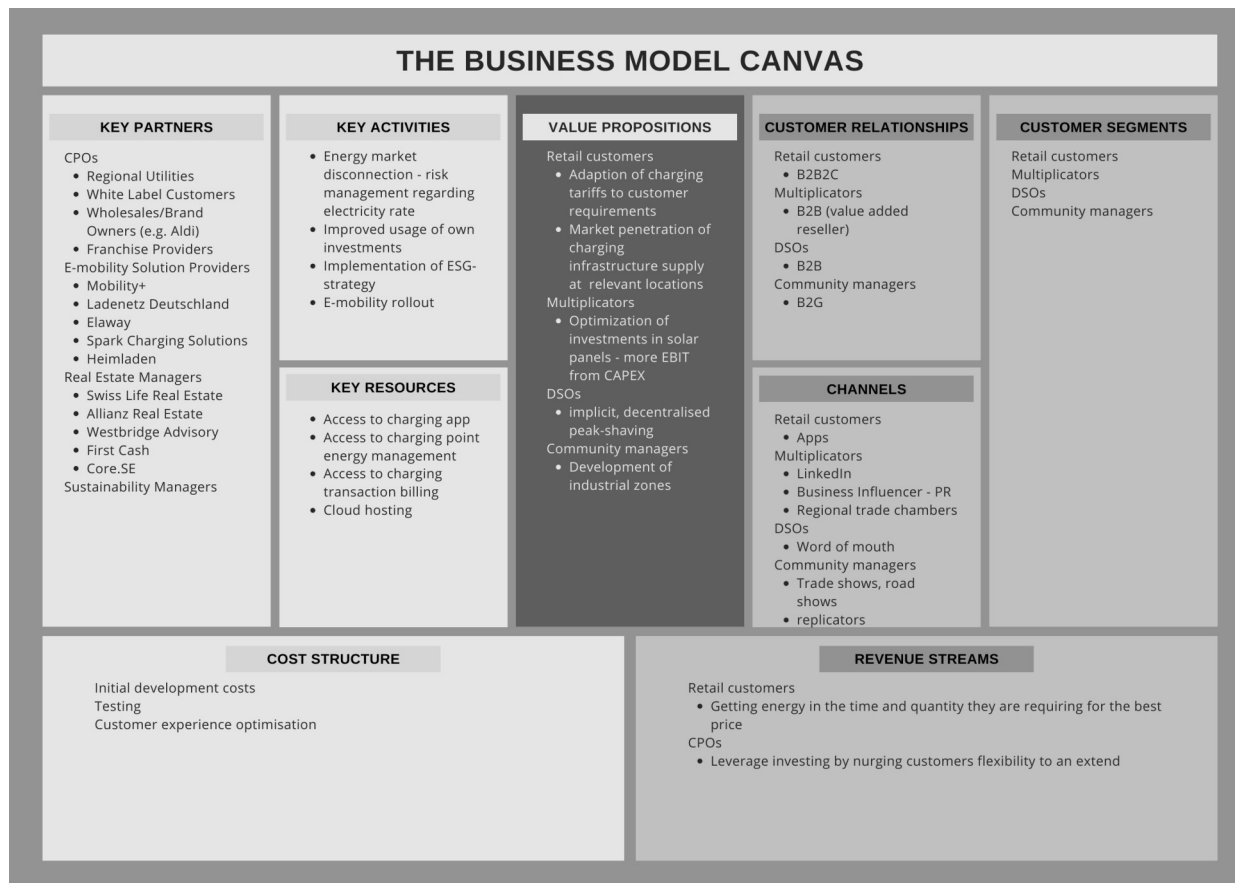 THE BUSINESS MODEL CANVAS
KEY PARTNERS
CPOs
• Regional Utilities
• White Label Customers
• Wholesales/Brand
Owners (e.g. Aldi)
• Franchise Providers
E-mobility Solution Providers
• Mobility+
• Ladenetz Deutschland
• Elaway
• Spark Charging Solutions
• Heimladen
Real Estate Managers
• Swiss Life Real Estate
• Allianz Real Estate
• Westbridge Advisory
• First Cash
• Core.SE
Sustainability Managers
KEY ACTIVITIES
• Energy market
disconnection - risk
management regarding
electricity rate
• Improved usage of own
investments
• Implementation of ESG-
strategy
• E-mobility rollout
KEY RESOURCES
• Access to charging app
• Access to charging point
energy management
• Access to charging
transaction billing
• Cloud hosting
VALUE PROPOSITIONS
Retail customers
• Adaption of charging
tariffs to customer
requirements
• Market penetration of
charging
infrastructure supply
at relevant locations
Multiplicators
• Optimization of
investments in solar
panels - more EBIT
from CAPEX
DSOs
• implicit, decentralised
peak-shaving
Community managers
• Development of
industrial zones
CUSTOMER RELATIONSHIPS
Retail customers
• B2B2C
Multiplicators
• B2B (value added
reseller)
DSOs
• B2B
Community managers
• B2G
CHANNELS
Retail customers
• Apps
Multiplicators
• LinkedIn
• Business Influencer - PR
• Regional trade chambers
DSOs
• Word of mouth
Community managers
• Trade shows, road
shows
• replicators
CUSTOMER SEGMENTS
Retail customers
Multiplicators
DSOs
Community managers
COST STRUCTURE
Initial development costs
Testing
Customer experience optimisation
REVENUE STREAMS
Retail customers
• Getting energy in the time and quantity they are requiring for the best
price
CPOs
• Leverage investing by nurging customers flexibility to an extend